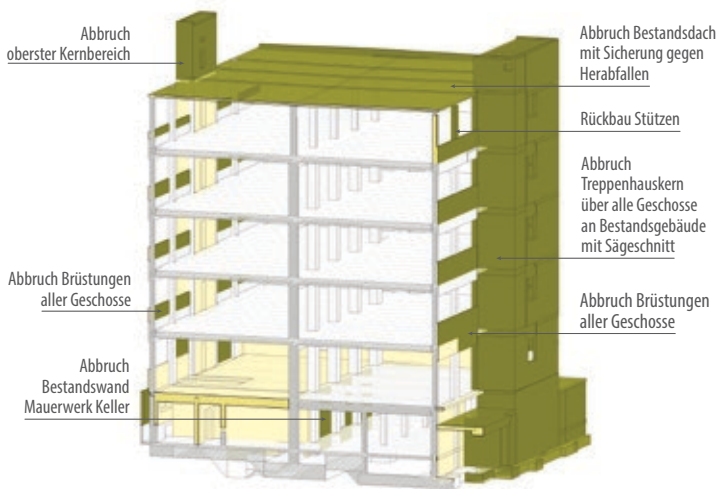 Abbruch
oberster Kernbereich
Abbruch Bestandsdach
mit Sicherung gegen
Herabfallen
Rückbau Stützen
Abbruch
Treppenhauskern
über alle Geschosse
an Bestandsgebäude
mit Sägeschnitt
Abbruch Brüstungen
aller Geschosse
Abbruch Brüstungen
aller Geschosse
Abbruch
Bestandswand
Mauerwerk Keller